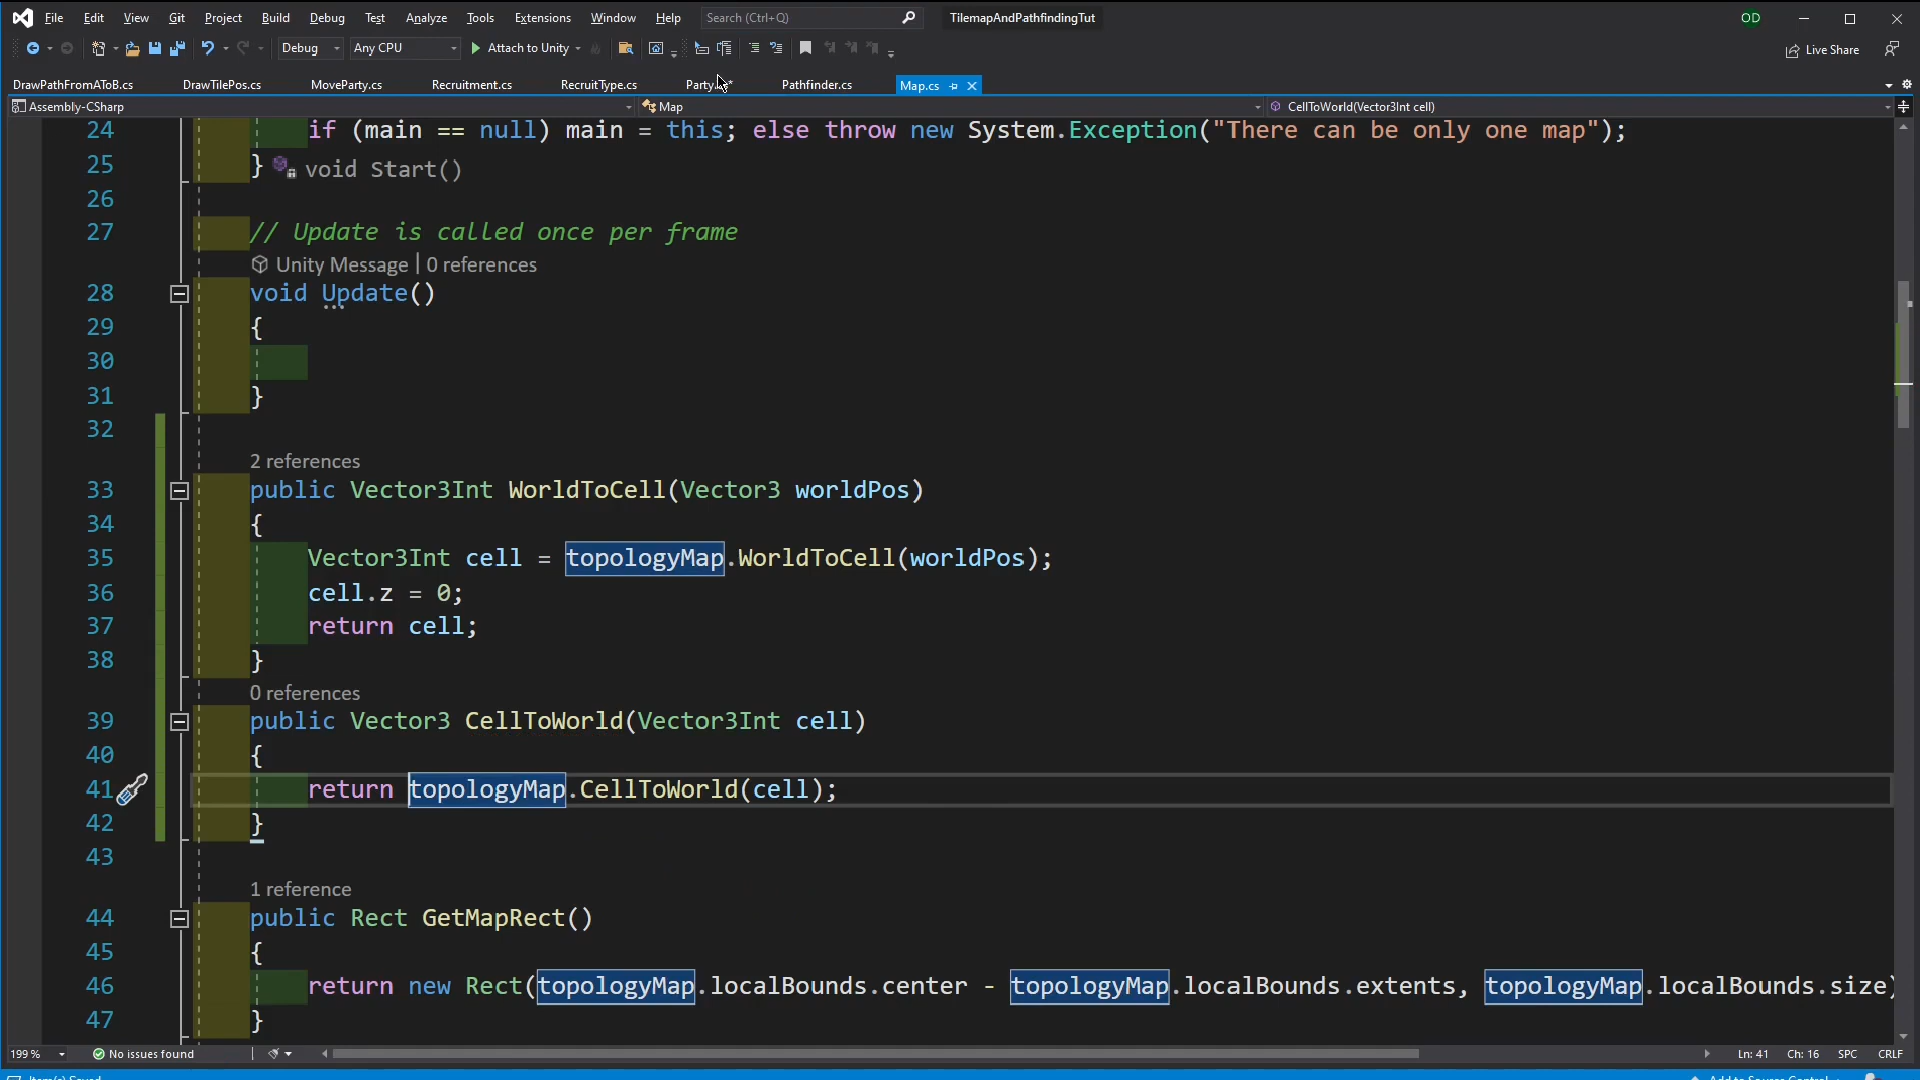 File Edit View Git Project Build Debug Test Analyze Tools Extensions Window Help Search (Ctrl+Q) TilemapAndPathfindingTut OD
Debug Any CPU Attach to Unity Live Share
DrawPathFromAToB.cs DrawTilePos.cs MoveParty.cs Recruitment.cs RecruitType.cs Party Pathfinder.cs Map.cs
Assembly-CSharp Map CellToWorld(Vector3Int cell)
24 if (main == null) main = this; else throw new System.Exception("There can be only one map");
25 } void Start()
26
27 // Update is called once per frame
Unity Message | 0 references
28 void Update()
29 {
30
31 }
32
2 references
33 public Vector3Int WorldToCell(Vector3 worldPos)
34 {
35 Vector3Int cell = topologyMap.WorldToCell(worldPos);
36 cell.z = 0;
37 return cell;
38 }
0 references
39 public Vector3 CellToWorld(Vector3Int cell)
40 {
41 return topologyMap.CellToWorld(cell);
42 }
43
1 reference
44 public Rect GetMapRect()
45 {
46 return new Rect(topologyMap.localBounds.center - topologyMap.localBounds.extents, topologyMap.localBounds.size)
47 }
199 % No issues found Ln: 41 Ch: 16 SPC CRLF